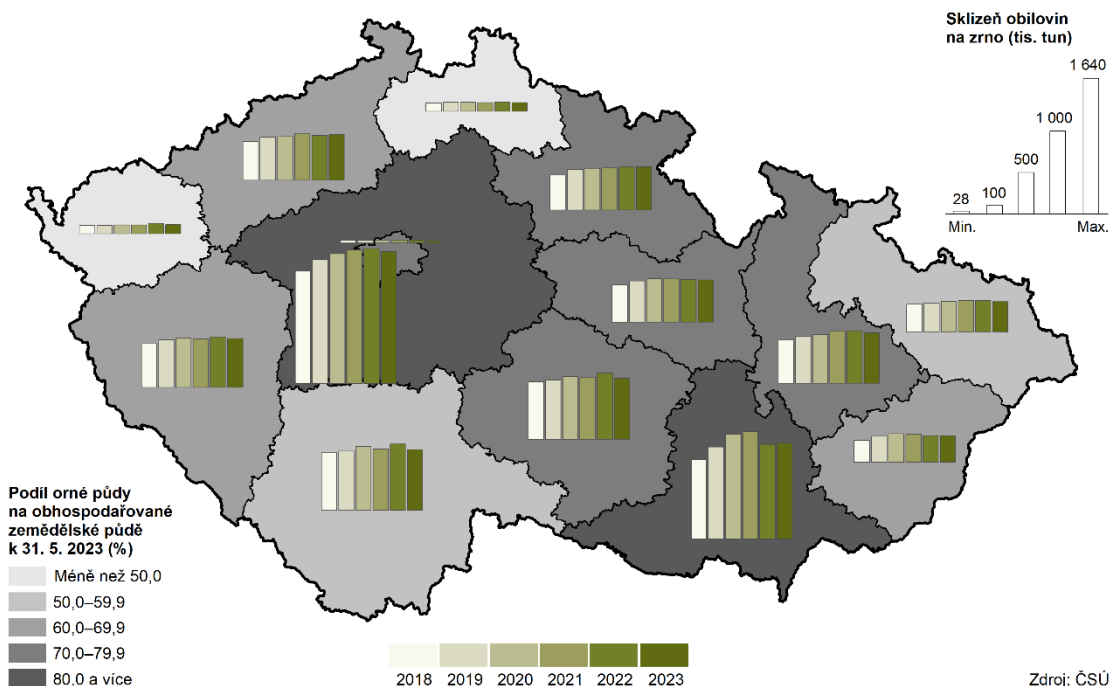 Sklizeň obilovin
na zrno (tis. tun)
1 640
1 000
500
100
28
Min.
Max.
Podíl orné půdy
na obhospodařované
zemědělské půdě
k 31. 5. 2023 (%)
Méně než 50,0
50,0–59,9
60,0–69,9
70,0–79,9
80,0 a více
2018 2019 2020 2021 2022 2023
Zdroj: ČSÚ